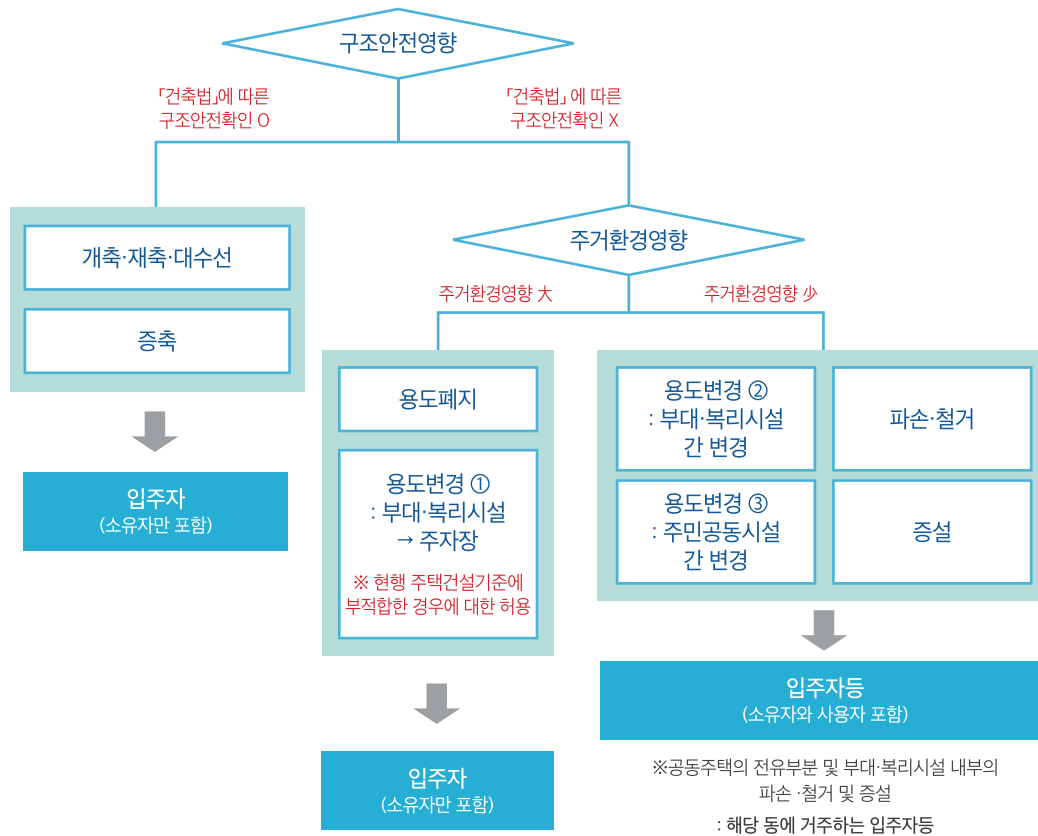 구조안전영향
「건축법」에 따른
구조안전확인 O
「건축법」 에 따른
구조안전확인 X
개축·재축·대수선
증축
입주자
(소유자만 포함)
주거환경영향
주거환경영향 大
주거환경영향 少
용도폐지
용도변경 ①
: 부대·복리시설
→ 주자장
※ 현행 주택건설기준에
부적합한 경우에 대한 허용
입주자
(소유자만 포함)
용도변경 ②
: 부대·복리시설
간 변경
파손·철거
용도변경 ③
: 주민공동시설
간 변경
증설
입주자등
(소유자와 사용자 포함)
※공동주택의 전유부분 및 부대·복리시설 내부의
파손 ·철거 및 증설
: 해당 동에 거주하는 입주자등